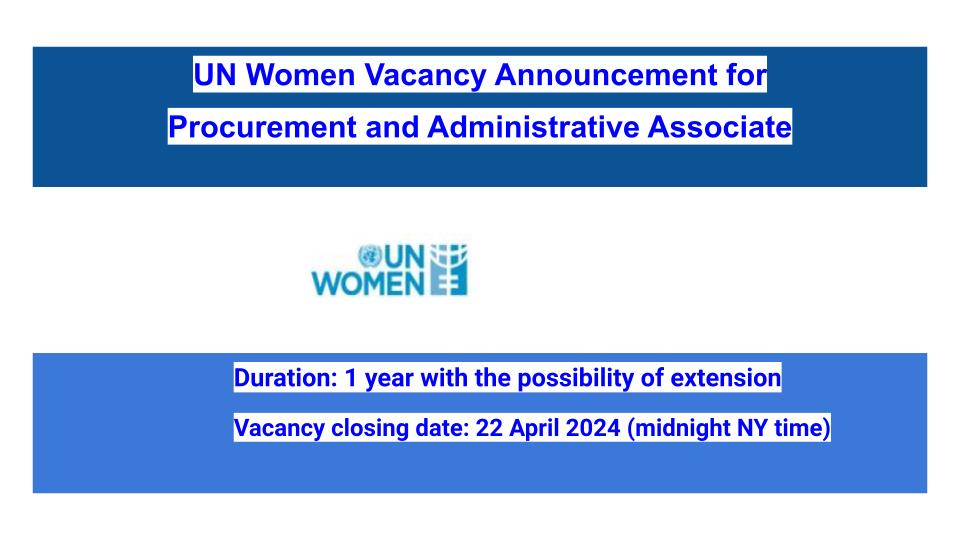 UN Women Vacancy Announcement for
Procurement and Administrative Associate
UN
WOMEN
Duration: 1 year with the possibility of extension
Vacancy closing date: 22 April 2024 (midnight NY time)